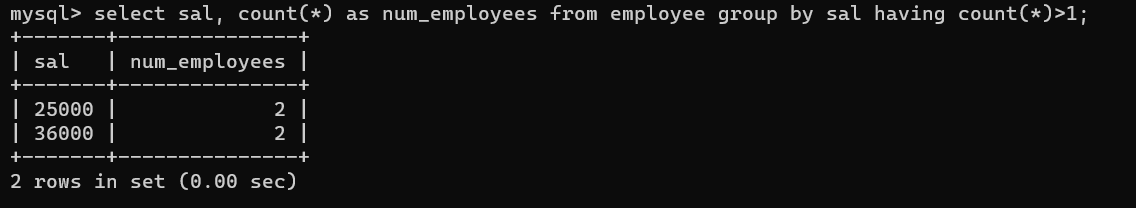 mysql> select sal, count(*) as num_employees from employee group by sal having count(*)>1;
+-------+---------------+
| sal   | num_employees |
+-------+---------------+
| 25000 |             2 |
| 36000 |             2 |
+-------+---------------+
2 rows in set (0.00 sec)